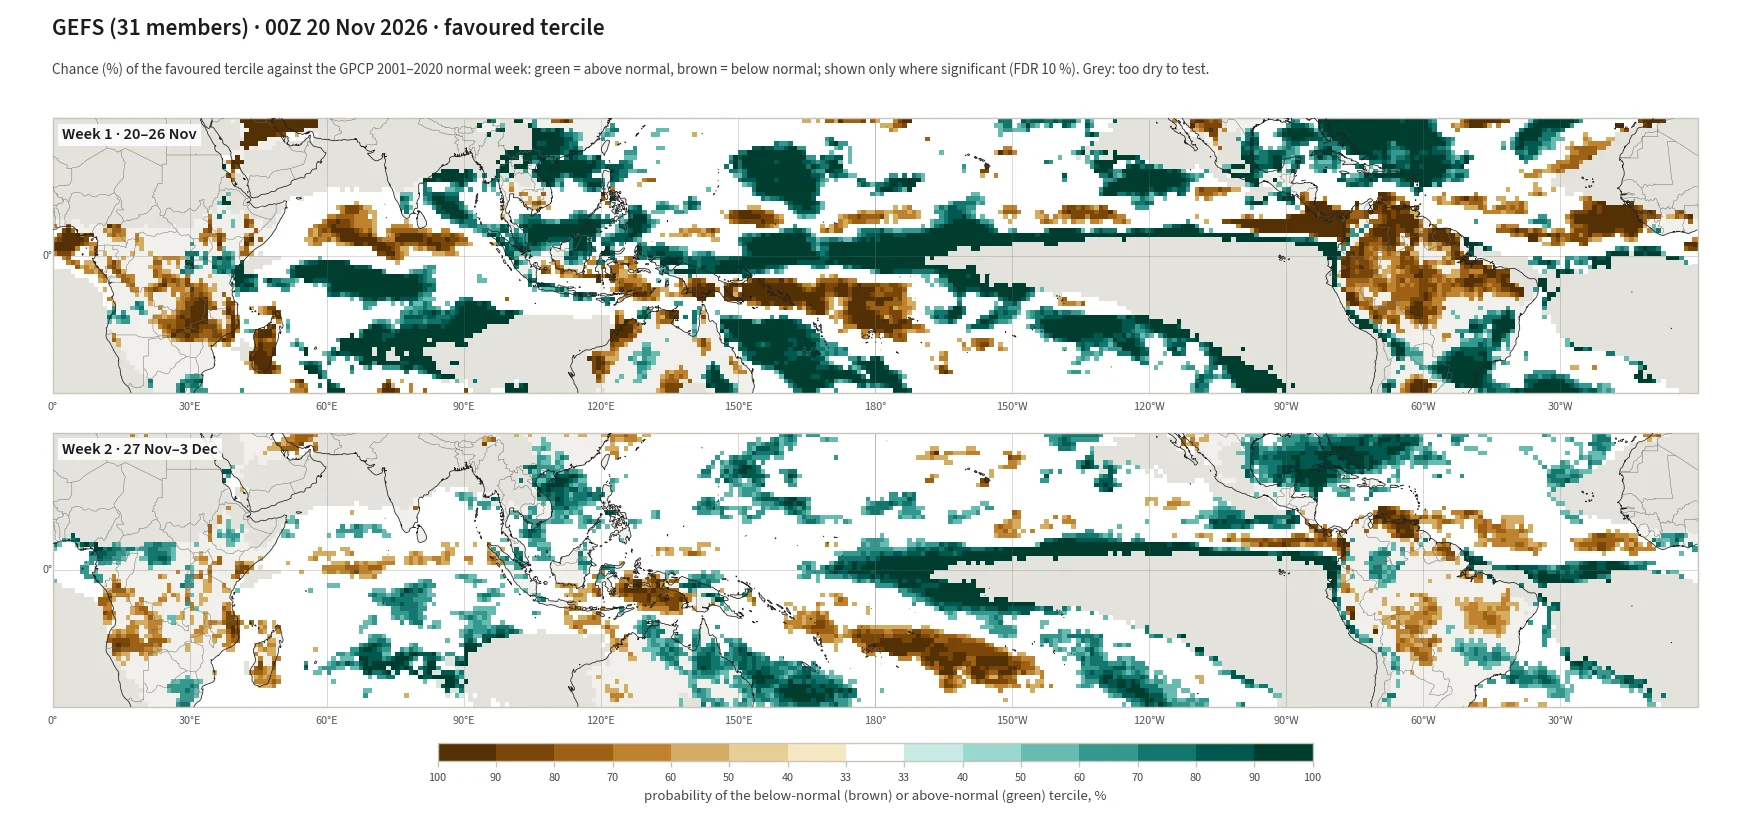 GEFS (31 members) · 00Z 20 Nov 2026 · favoured tercile
Chance (%) of the favoured tercile against the GPCP 2001–2020 normal week: green = above normal, brown = below normal; shown only where significant (FDR 10 %). Grey: too dry to test.
Week 1 · 20–26 Nov
0°
0° 30°E 60°E 90°E 120°E 150°E 180° 150°W 120°W 90°W 60°W 30°W
Week 2 · 27 Nov–3 Dec
0°
0° 30°E 60°E 90°E 120°E 150°E 180° 150°W 120°W 90°W 60°W 30°W
100 90 80 70 60 50 40 33 33 40 50 60 70 80 90 100
probability of the below-normal (brown) or above-normal (green) tercile, %